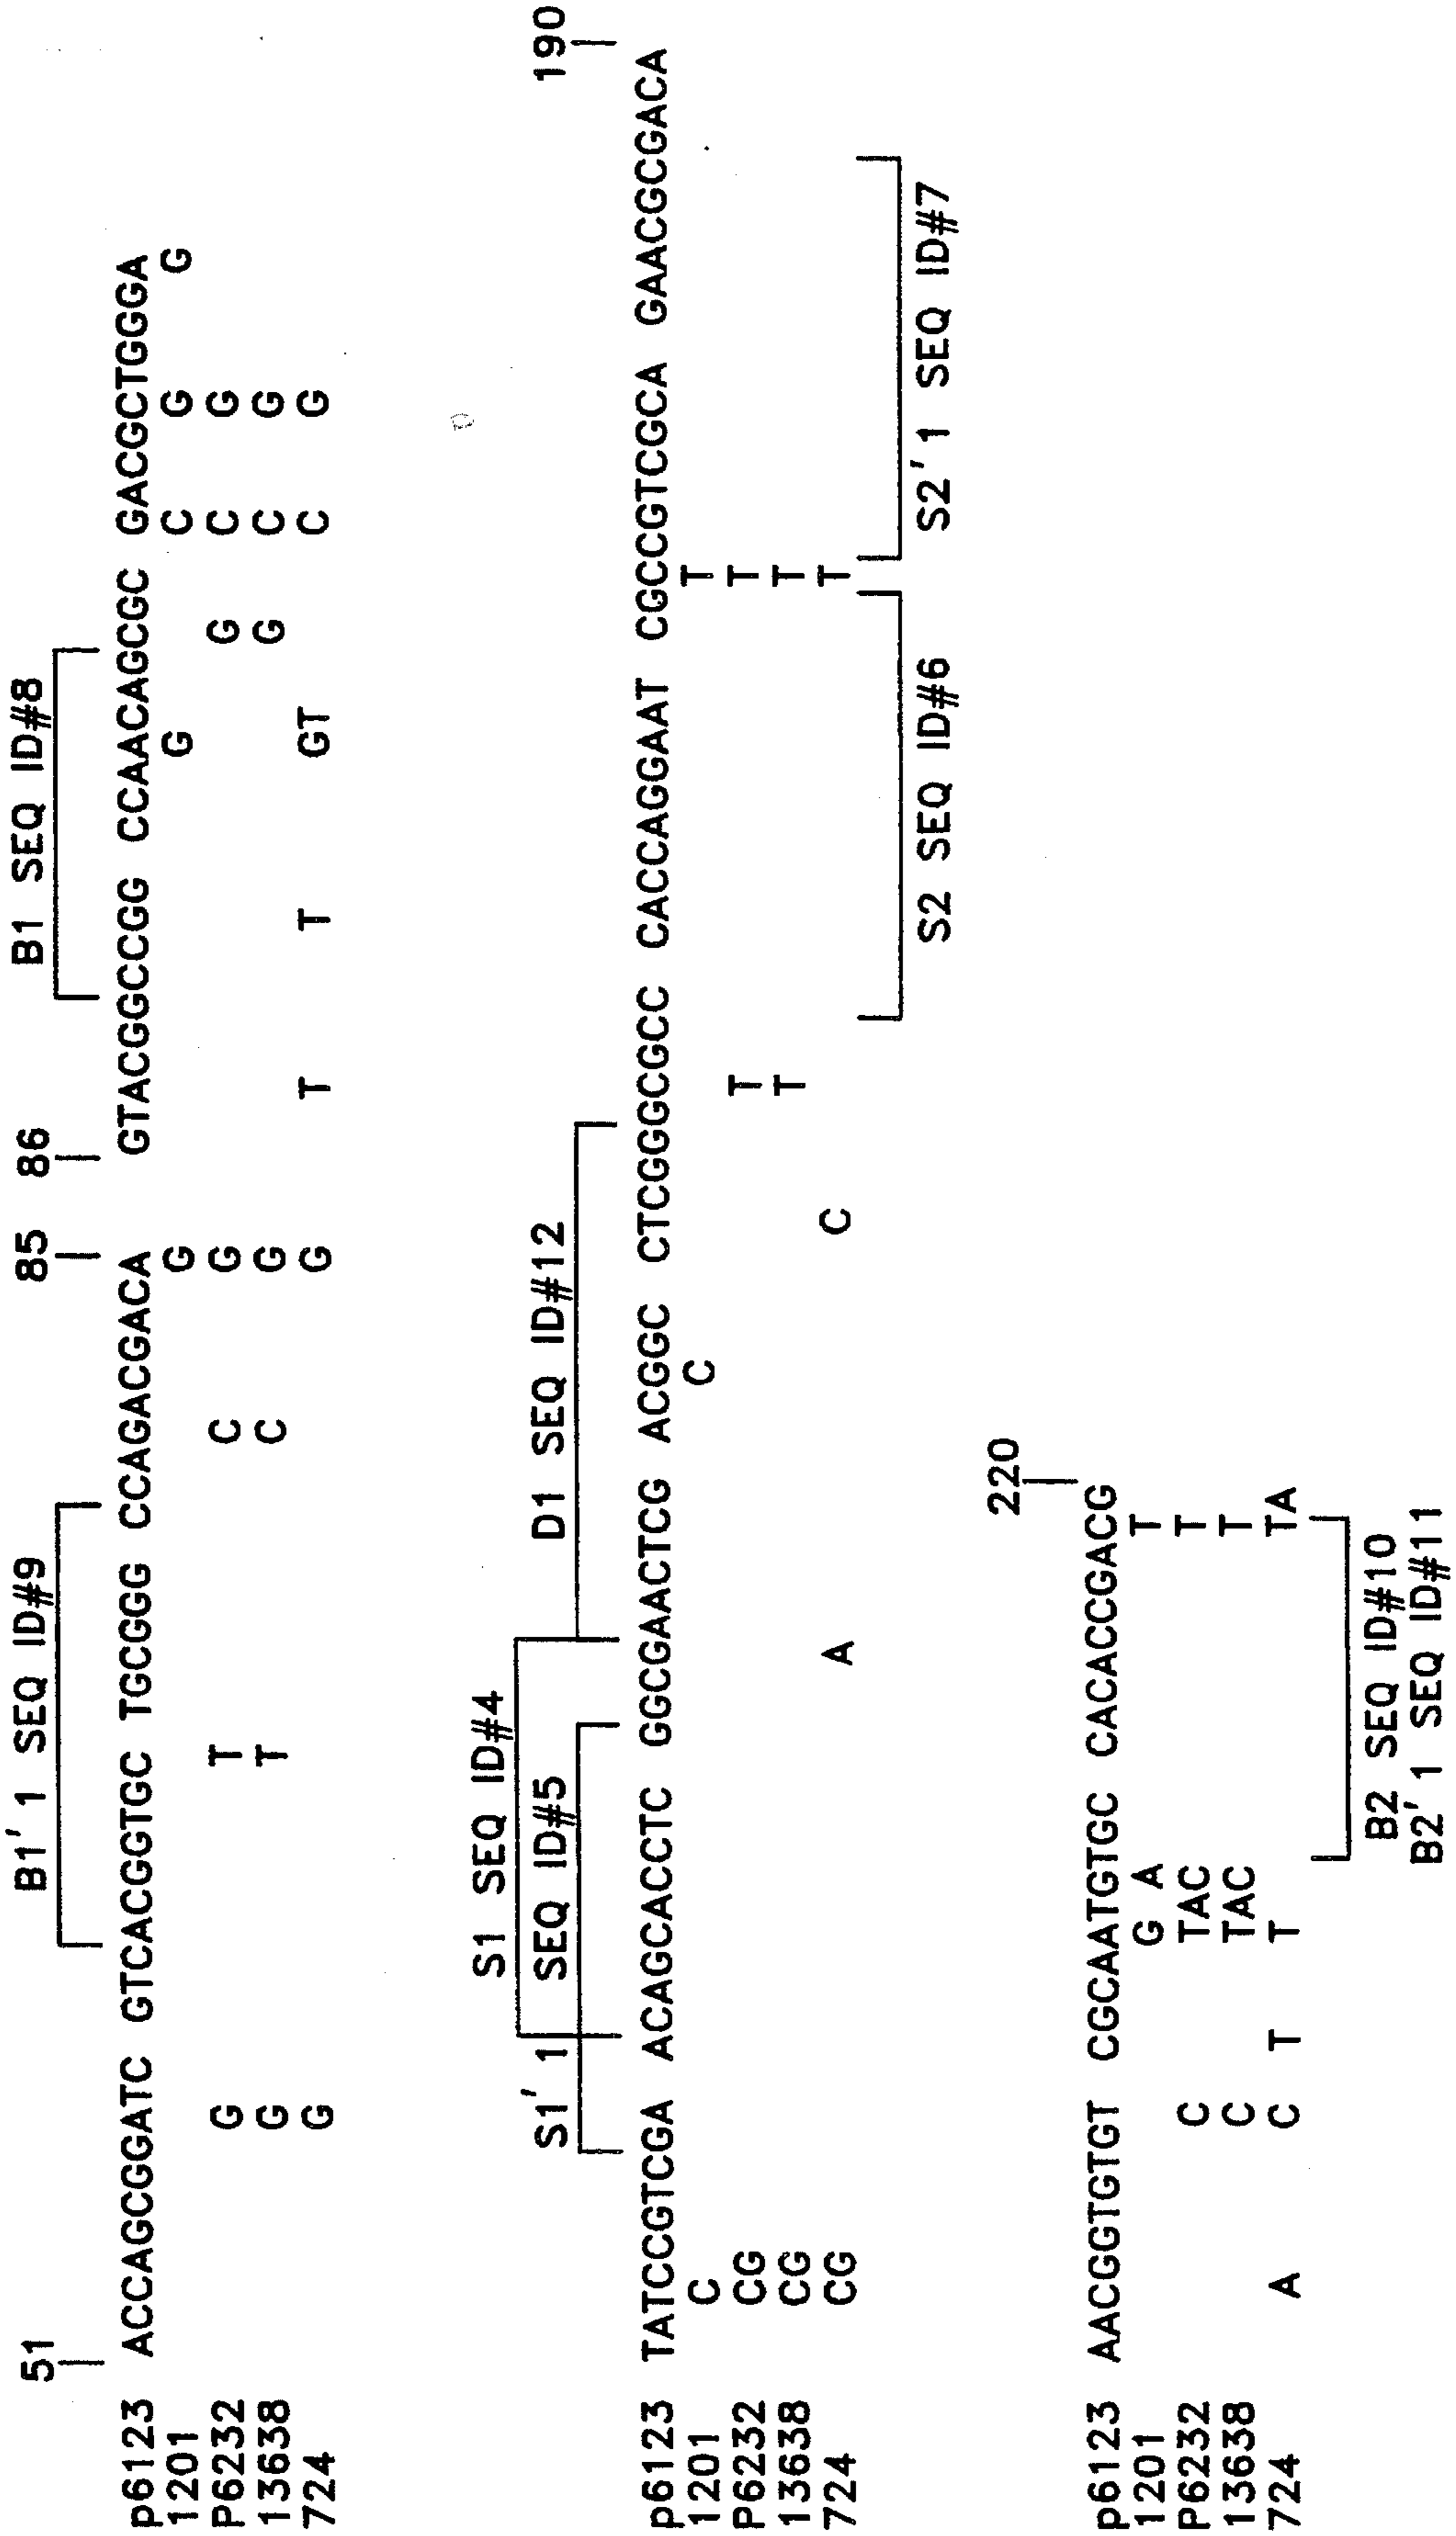 B1'1 SEQ ID#9 B1 SEQ ID#8
51 85 86
p6123 ACCAGCGGATC GTCACGGTGC TGCGGG CCAGACGACA GTACGGCCGG CCAACAGCGC GACGCTGGGA
1201 G G C G G
P6232 G T C G G C G
13638 G T C G G C G
724 G G T T GT C G
S1 SEQ ID#4 D1 SEQ ID#12 190
S1'1 SEQ ID#5
p6123 TATCCGTCGA ACAGCACCTC GGCGAACTCG ACGGC CTCGGGCGCC CACCAGGAAT CGCCGTCGCA GAACGCGACA
1201 C C T
P6232 CG T T
13638 CG T T
724 CG A C T
S2 SEQ ID#6 S2'1 SEQ ID#7
220
p6123 AACGGTGTGT CGCAATGTGC CACACCGACG
1201 G A T
P6232 C TAC T
13638 C TAC T
724 A C T T TA
B2 SEQ ID#10
B2'1 SEQ ID#11